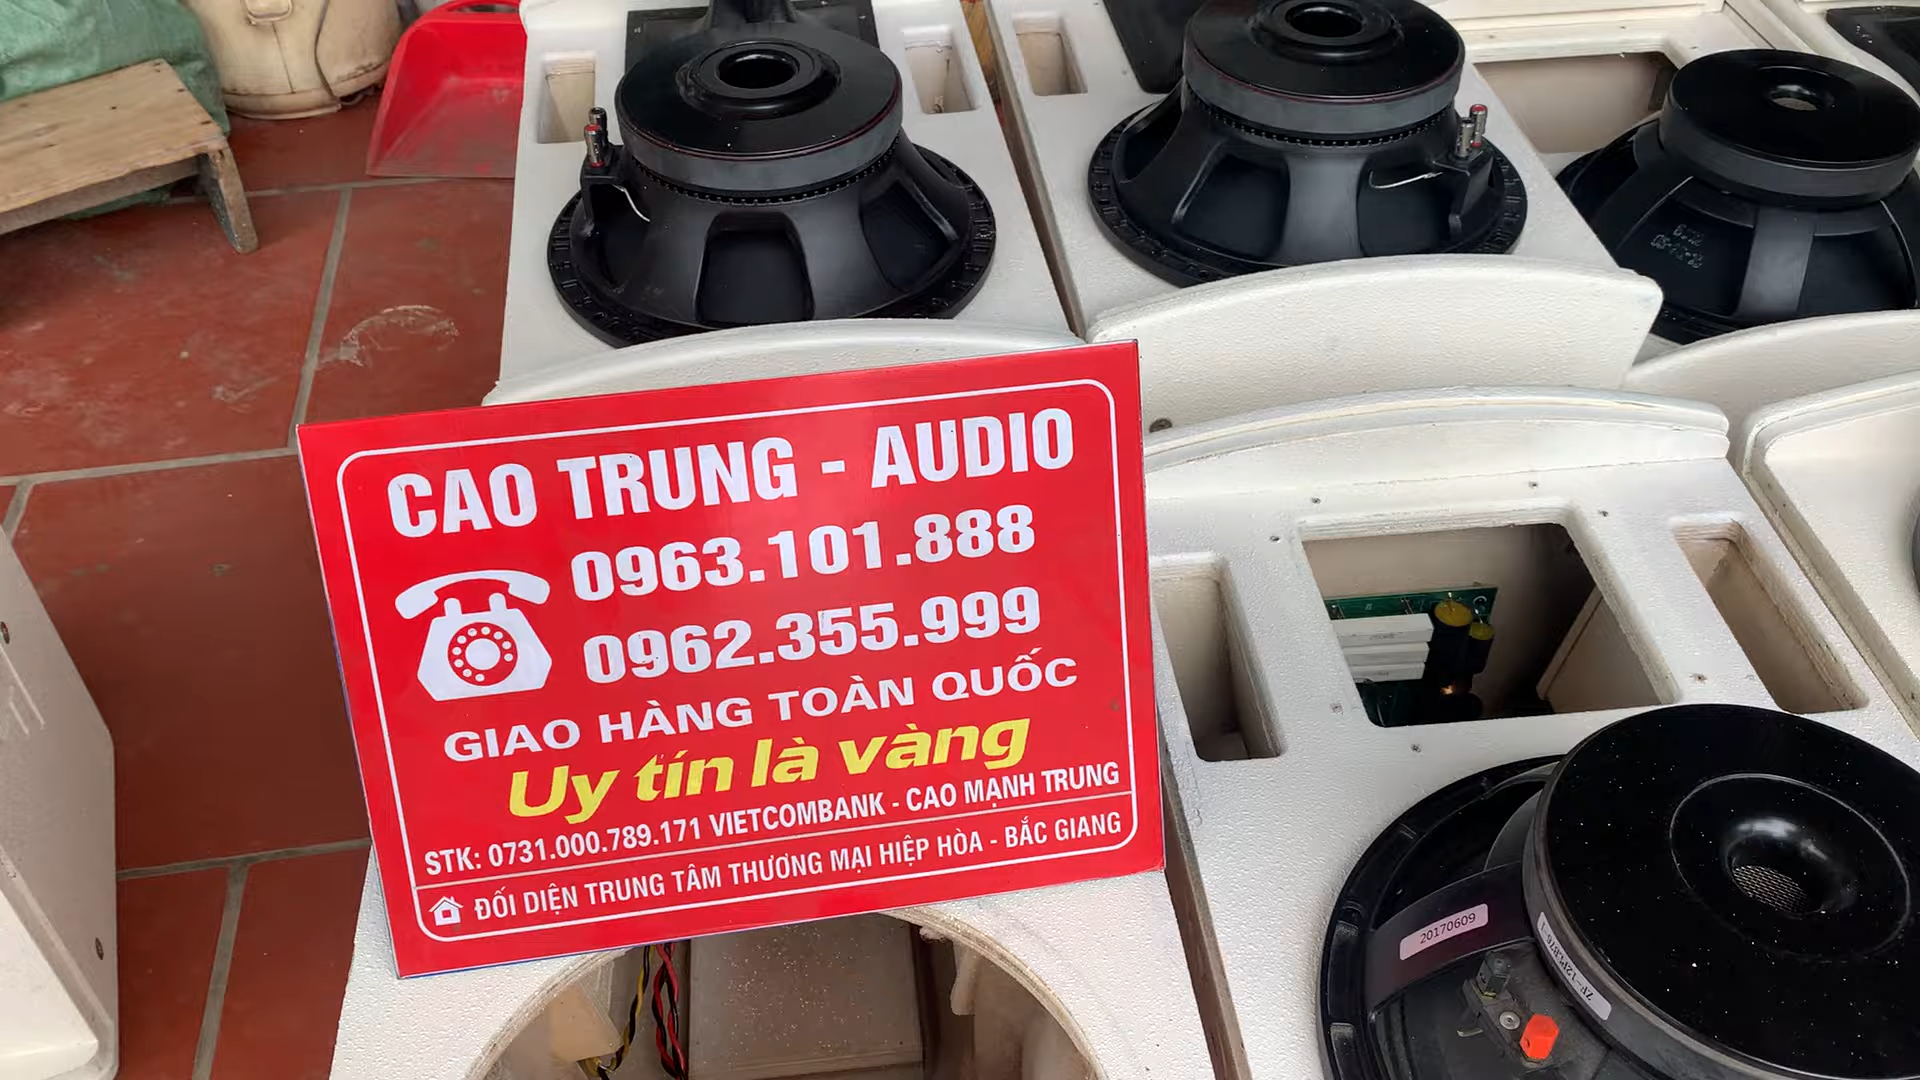 CAO TRUNG - AUDIO
0963.101.888
0962.355.999
GIAO HÀNG TOÀN QUỐC
Uy tín là vàng
STK: 0731.000.789.171 VIETCOMBANK - CAO MẠNH TRUNG
ĐỐI DIỆN TRUNG TÂM THƯƠNG MẠI HIỆP HÒA - BẮC GIANG
20170609